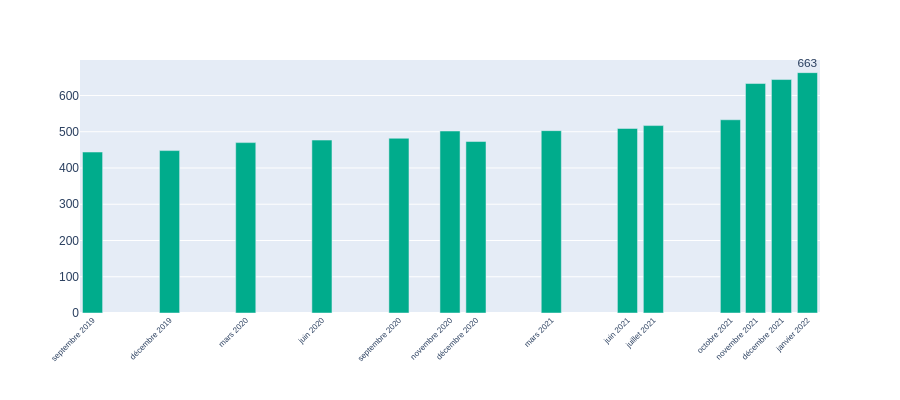 663
600
500
400
300
200
100
0
septembre 2019
décembre 2019
mars 2020
juin 2020
septembre 2020
novembre 2020
décembre 2020
mars 2021
juin 2021
juillet 2021
octobre 2021
novembre 2021
décembre 2021
janvier 2022